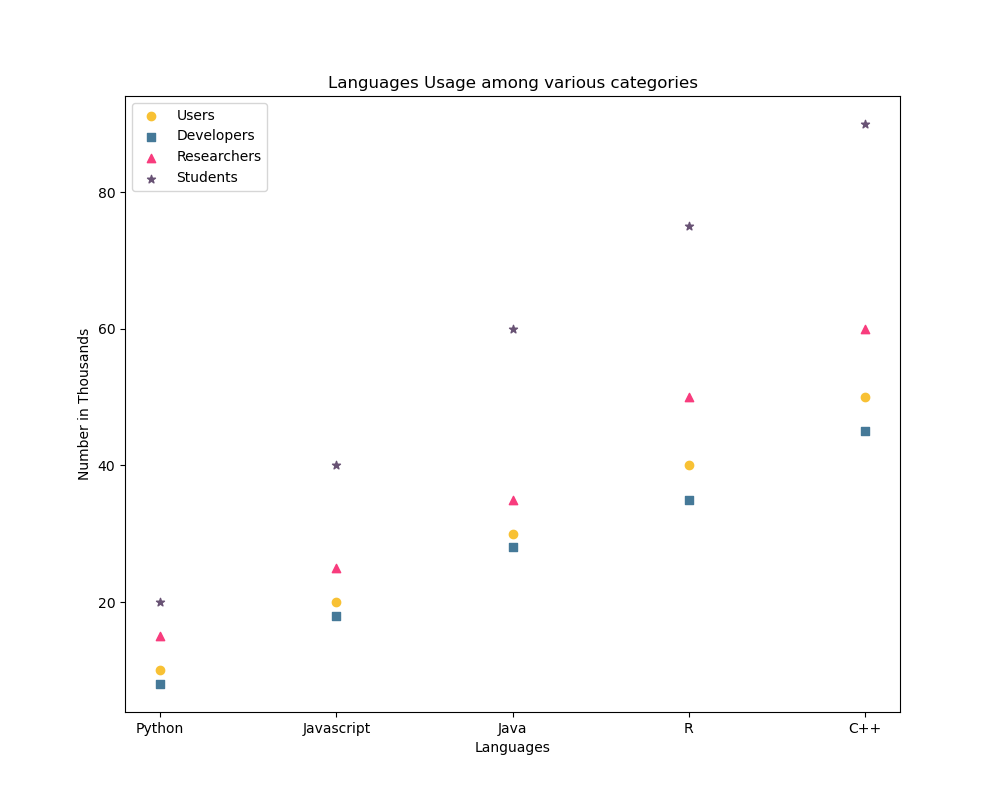 Languages Usage among various categories
Users
Developers
Researchers
Students
80
60
40
20
Number in Thousands
Python Javascript Java R C++
Languages